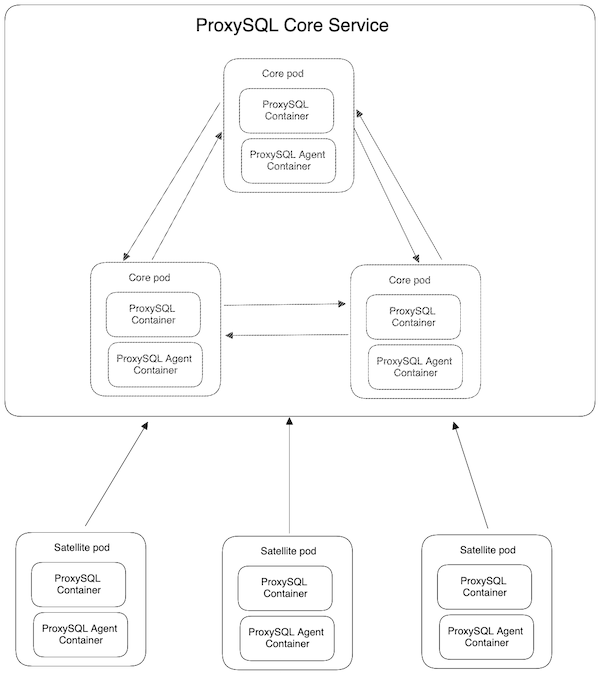 ProxySQL Core Service
Core pod
ProxySQL
Container
ProxySQL Agent
Container
Core pod
ProxySQL
Container
ProxySQL Agent
Container
Core pod
ProxySQL
Container
ProxySQL Agent
Container
Satellite pod
ProxySQL
Container
ProxySQL Agent
Container
Satellite pod
ProxySQL
Container
ProxySQL Agent
Container
Satellite pod
ProxySQL
Container
ProxySQL Agent
Container